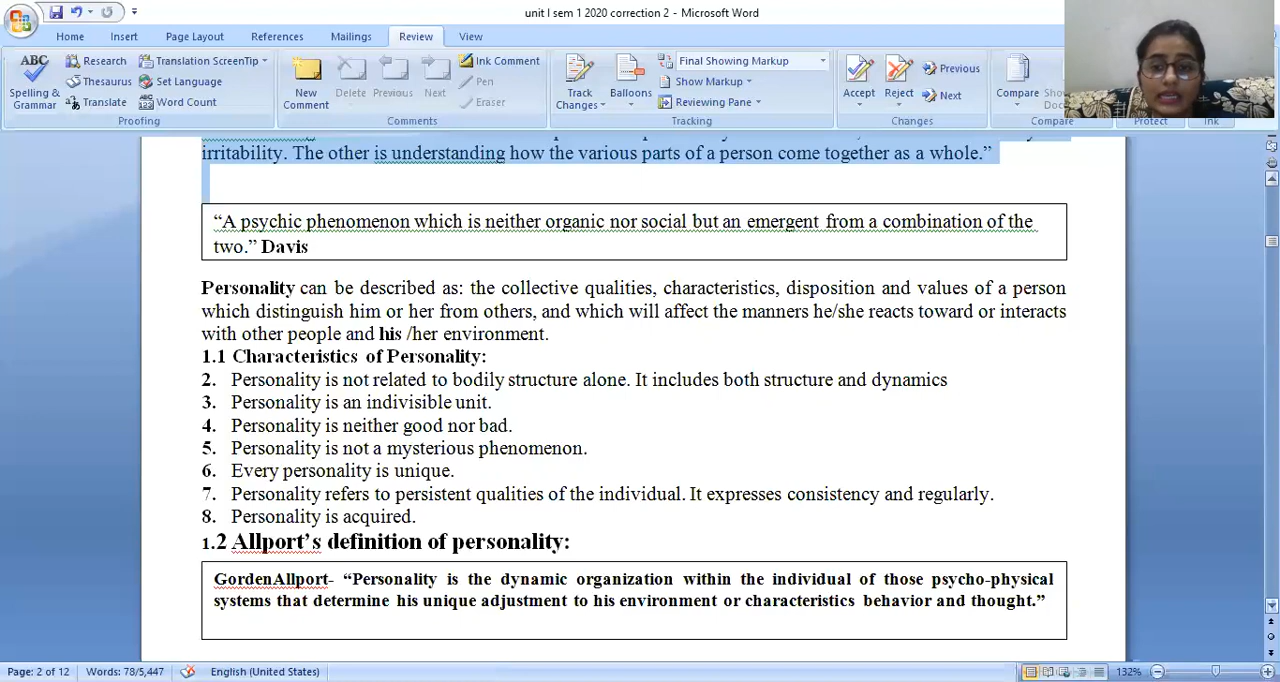 unit I sem 1 2020 correction 2 - Microsoft Word
Home Insert Page Layout References Mailings Review View
ABC Spelling & Grammar
Research
Thesaurus
Translate
Translation ScreenTip
Set Language
Word Count
Proofing
New Comment
Delete
Previous
Next
Ink Comment
Pen
Eraser
Comments
Track Changes
Balloons
Final Showing Markup
Show Markup
Reviewing Pane
Tracking
Accept
Reject
Previous
Next
Changes
Compare
Compare
Protect
Ink
irritability. The other is understanding how the various parts of a person come together as a whole.”
“A psychic phenomenon which is neither organic nor social but an emergent from a combination of the
two.” Davis
Personality can be described as: the collective qualities, characteristics, disposition and values of a person
which distinguish him or her from others, and which will affect the manners he/she reacts toward or interacts
with other people and his /her environment.
1.1 Characteristics of Personality:
2. Personality is not related to bodily structure alone. It includes both structure and dynamics
3. Personality is an indivisible unit.
4. Personality is neither good nor bad.
5. Personality is not a mysterious phenomenon.
6. Every personality is unique.
7. Personality refers to persistent qualities of the individual. It expresses consistency and regularly.
8. Personality is acquired.
1.2 Allport’s definition of personality:
GordenAllport- “Personality is the dynamic organization within the individual of those psycho-physical
systems that determine his unique adjustment to his environment or characteristics behavior and thought.”
Page: 2 of 12 Words: 78/5,447 English (United States) 132%